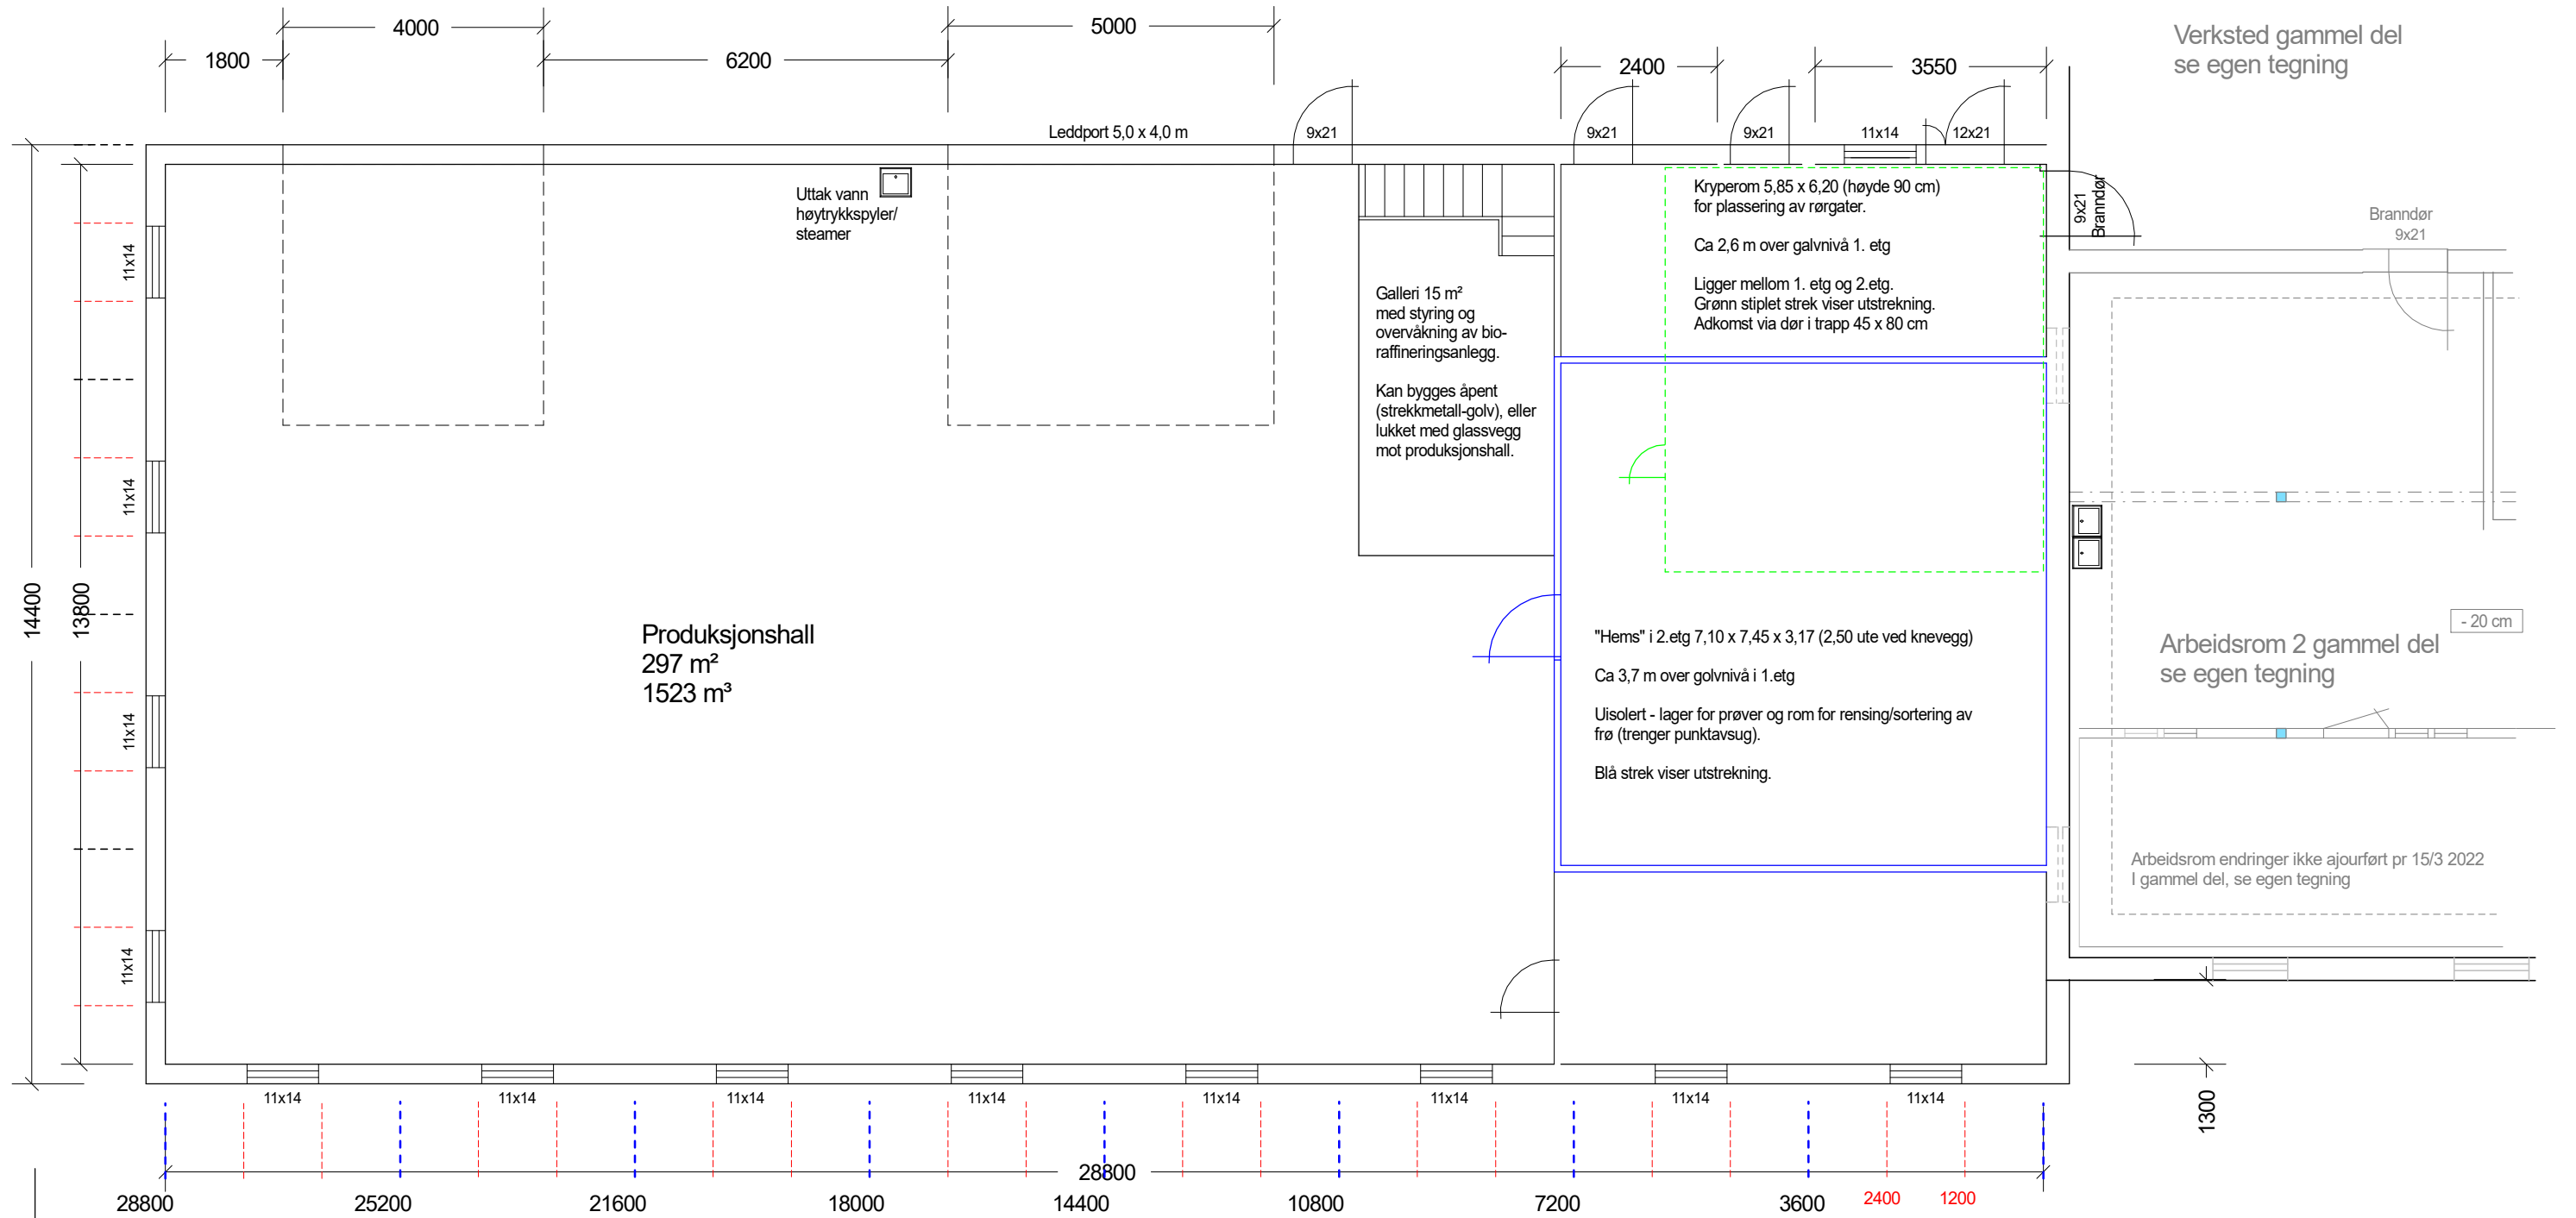 4000
5000
1800
6200
2400
3550
Verksted gammel del
se egen tegning
Leddport 5,0 x 4,0 m
9x21
9x21
9x21
11x14
12x21
Uttak vann
høytrykkspyler/
steamer
Kryperom 5,85 x 6,20 (høyde 90 cm)
for plassering av rørgater.
Ca 2,6 m over galvnivå 1. etg
Ligger mellom 1. etg og 2.etg.
Grønn stiplet strek viser utstrekning.
Adkomst via dør i trapp 45 x 80 cm
9x21
Branndør
Branndør
9x21
11x14
Galleri 15 m²
med styring og
overvåkning av bio-
raffineringsanlegg.
Kan bygges åpent
(strekkmetall-golv), eller
lukket med glassvegg
mot produksjonshall.
11x14
14400
13800
Produksjonshall
297 m²
1523 m³
"Hems" i 2.etg 7,10 x 7,45 x 3,17 (2,50 ute ved knevegg)
Ca 3,7 m over golvnivå i 1.etg
Uisolert - lager for prøver og rom for rensing/sortering av
frø (trenger punktavsug).
Blå strek viser utstrekning.
- 20 cm
Arbeidsrom 2 gammel del
se egen tegning
11x14
Arbeidsrom endringer ikke ajourført pr 15/3 2022
I gammel del, se egen tegning
11x14
11x14
11x14
11x14
11x14
11x14
11x14
11x14
11x14
1300
28800
28800
25200
21600
18000
14400
10800
7200
3600
2400
1200